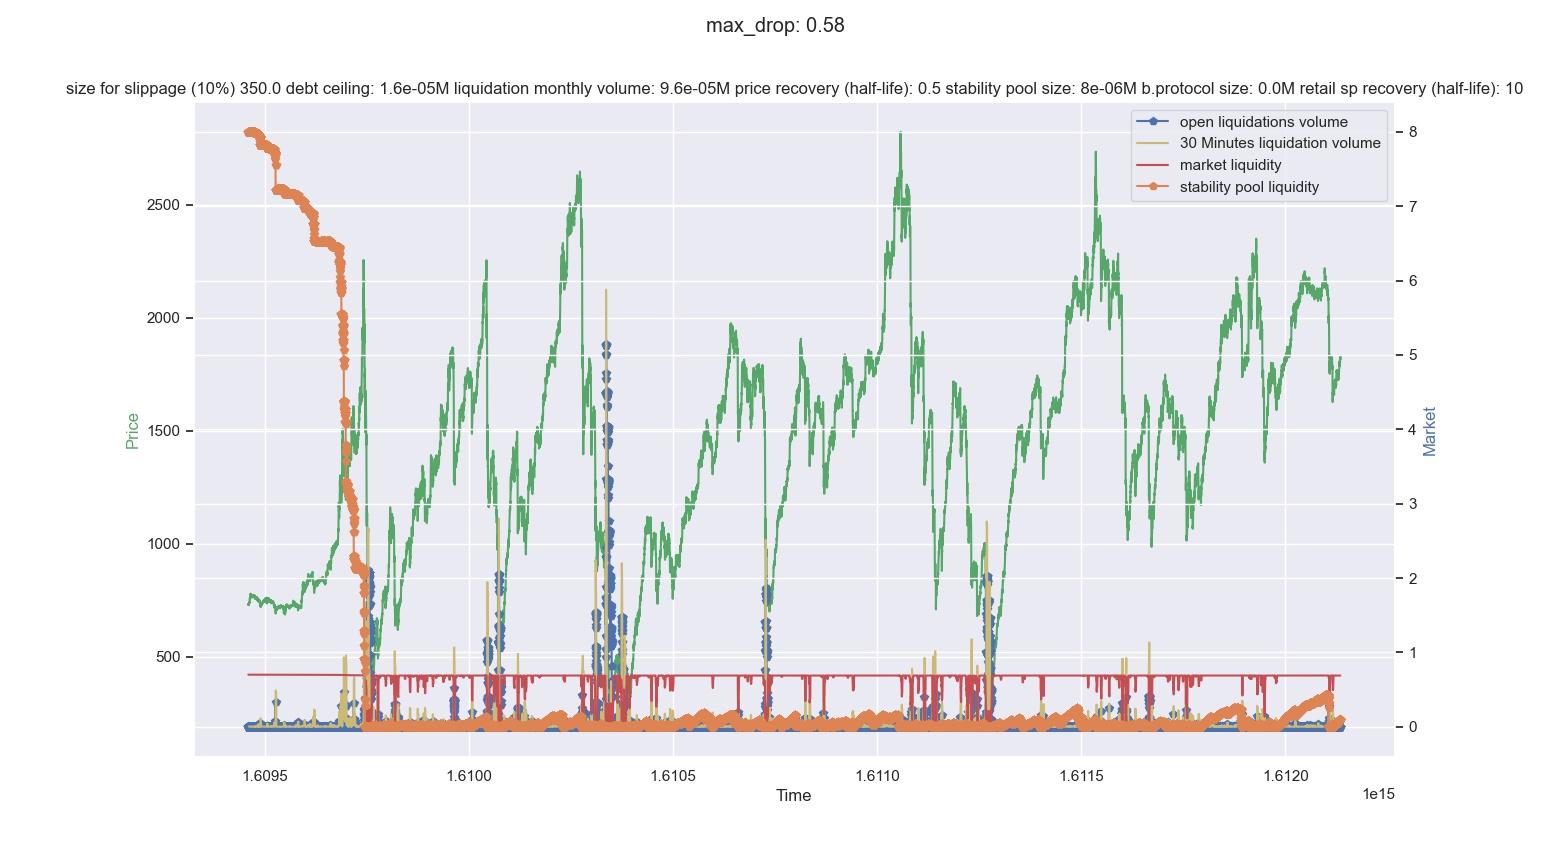 max_drop: 0.58
size for slippage (10%) 350.0 debt ceiling: 1.6e-05M liquidation monthly volume: 9.6e-05M price recovery (half-life): 0.5 stability pool size: 8e-06M b.protocol size: 0.0M retail sp recovery (half-life): 10
open liquidations volume
30 Minutes liquidation volume
market liquidity
stability pool liquidity
Price
2500
2000
1500
1000
500
8
7
6
5
4
3
2
1
0
Market
1.6095
1.6100
1.6105
1.6110
1.6115
1.6120
1e15
Time